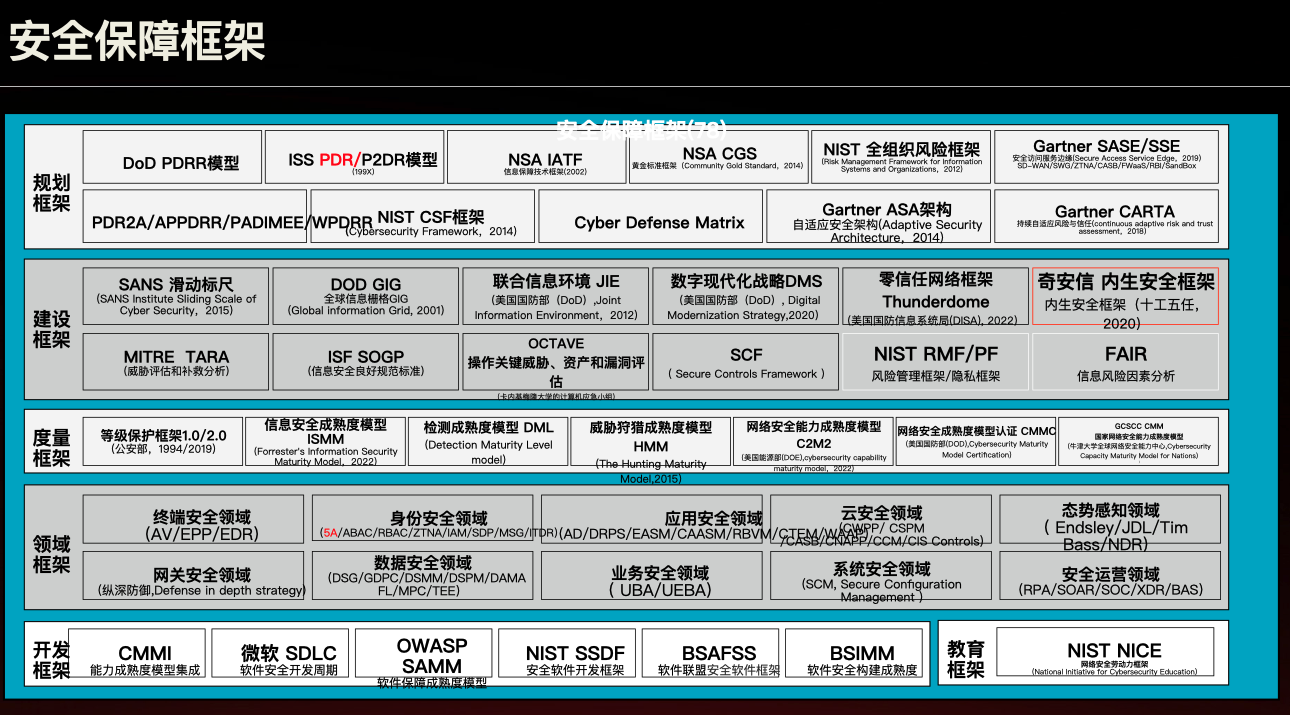 安全保障框架
安全保障框架(78)
规划
框架
DoD PDRR模型
ISS PDR/P2DR模型
(199X)
NSA IATF
信息保障技术框架(2002)
NSA CGS
黄金标准框架（Community Gold Standard，2014）
NIST 全组织风险框架
(Risk Management Framework for Information
Systems and Organizations, 2012)
Gartner SASE/SSE
安全访问服务边缘(Secure Access Service Edge，2019)
SD-WAN/SWG/ZTNA/CASB/FWaaS/RBI/SandBox
PDR2A/APPDRR/PADIMEE/WPDRR
NIST CSF框架
(Cybersecurity Framework，2014)
Cyber Defense Matrix
Gartner ASA架构
自适应安全架构(Adaptive Security
Architecture，2014)
Gartner CARTA
持续自适应风险与信任(continuous adaptive risk and trust
assessment，2018)
建设
框架
SANS 滑动标尺
(SANS Institute Sliding Scale of
Cyber Security，2015)
DOD GIG
全球信息栅格GIG
(Global information Grid, 2001)
联合信息环境 JIE
(美国国防部（DoD）,Joint
Information Environment，2012)
数字现代化战略DMS
(美国国防部（DoD）, Digital
Modernization Strategy,2020)
零信任网络框架
Thunderdome
(美国国防信息系统局(DISA), 2022)
奇安信 内生安全框架
内生安全框架（十工五任，
2020)
MITRE TARA
(威胁评估和补救分析)
ISF SOGP
(信息安全良好规范标准)
OCTAVE
操作关键威胁、资产和漏洞评
估
(卡内基梅隆大学的计算机应急小组)
SCF
( Secure Controls Framework )
NIST RMF/PF
风险管理框架/隐私框架
FAIR
信息风险因素分析
度量
框架
等级保护框架1.0/2.0
(公安部，1994/2019)
信息安全成熟度模型
ISMM
(Forrester's Information Security
Maturity Model，2022)
检测成熟度模型 DML
(Detection Maturity Level
model)
威胁狩猎成熟度模型
HMM
(The Hunting Maturity
Model,2015)
网络安全能力成熟度模型
C2M2
(美国能源部(DOE),cybersecurity capability
maturity model，2022)
网络安全成熟度模型认证 CMMC
(美国国防部(DOD),Cybersecurity Maturity
Model Certification)
GCSCC CMM
国家网络安全能力成熟度模型
(牛津大学全球网络安全能力中心,Cybersecurity
Capacity Maturity Model for Nations)
领域
框架
终端安全领域
(AV/EPP/EDR)
身份安全领域
(5A/ABAC/RBAC/ZTNA/IAM/SDP/MSG/ITDR)
应用安全领域
(AD/DRPS/EASM/CAASM/RBVM/CTEM/WAAP)
云安全领域
(CWPP/ CSPM
/CASB/CNAPP/CCM/CIS Controls)
态势感知领域
( Endsley/JDL/Tim
Bass/NDR)
网关安全领域
(纵深防御,Defense in depth strategy)
数据安全领域
(DSG/GDPC/DSMM/DSPM/DAMA
FL/MPC/TEE)
业务安全领域
( UBA/UEBA)
系统安全领域
(SCM, Secure Configuration
Management )
安全运营领域
(RPA/SOAR/SOC/XDR/BAS)
开发
框架
CMMI
能力成熟度模型集成
微软 SDLC
软件安全开发周期
OWASP
SAMM
软件保障成熟度模型
NIST SSDF
安全软件开发框架
BSAFSS
软件联盟安全软件框架
BSIMM
软件安全构建成熟度
教育
框架
NIST NICE
网络安全劳动力框架
(National Initiative for Cybersecurity Education)